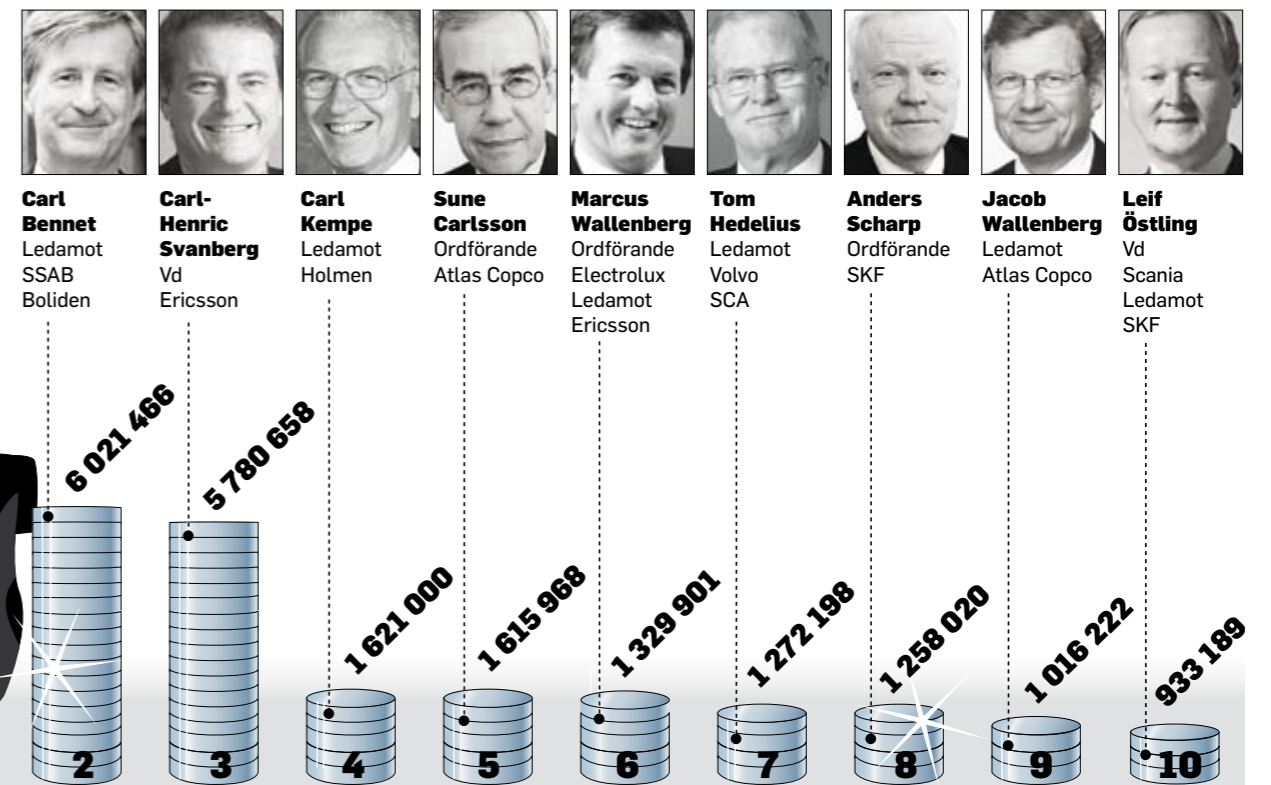 Carl
Bennet
Ledamot
SSAB
Boliden
Carl-
Henric
Svanberg
Vd
Ericsson
Carl
Kempe
Ledamot
Holmen
Sune
Carlsson
Ordförande
Atlas Copco
Marcus
Wallenberg
Ordförande
Electrolux
Ledamot
Ericsson
Tom
Hedelius
Ledamot
Volvo
SCA
Anders
Scharp
Ordförande
SKF
Jacob
Wallenberg
Ledamot
Atlas Copco
Leif
Östling
Vd
Scania
Ledamot
SKF
6 021 466
5 780 658
1 621 000
1 615 968
1 329 901
1 272 198
1 258 020
1 016 222
933 189
2
3
4
5
6
7
8
9
10